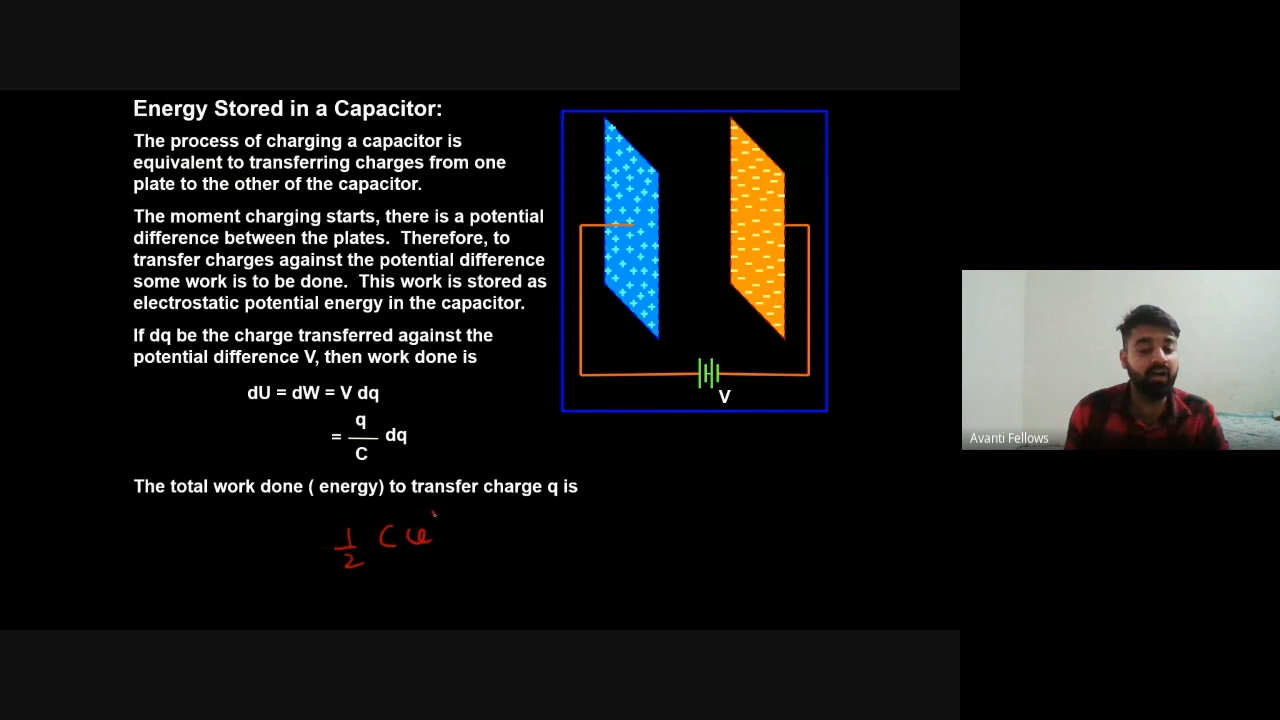 Energy Stored in a Capacitor:
The process of charging a capacitor is
equivalent to transferring charges from one
plate to the other of the capacitor.
The moment charging starts, there is a potential
difference between the plates.  Therefore, to
transfer charges against the potential difference
some work is to be done.  This work is stored as
electrostatic potential energy in the capacitor.
If dq be the charge transferred against the
potential difference V, then work done is
dU = dW = V dq
= q/C dq
The total work done ( energy) to transfer charge q is
1/2 C
V
Avanti Fellows